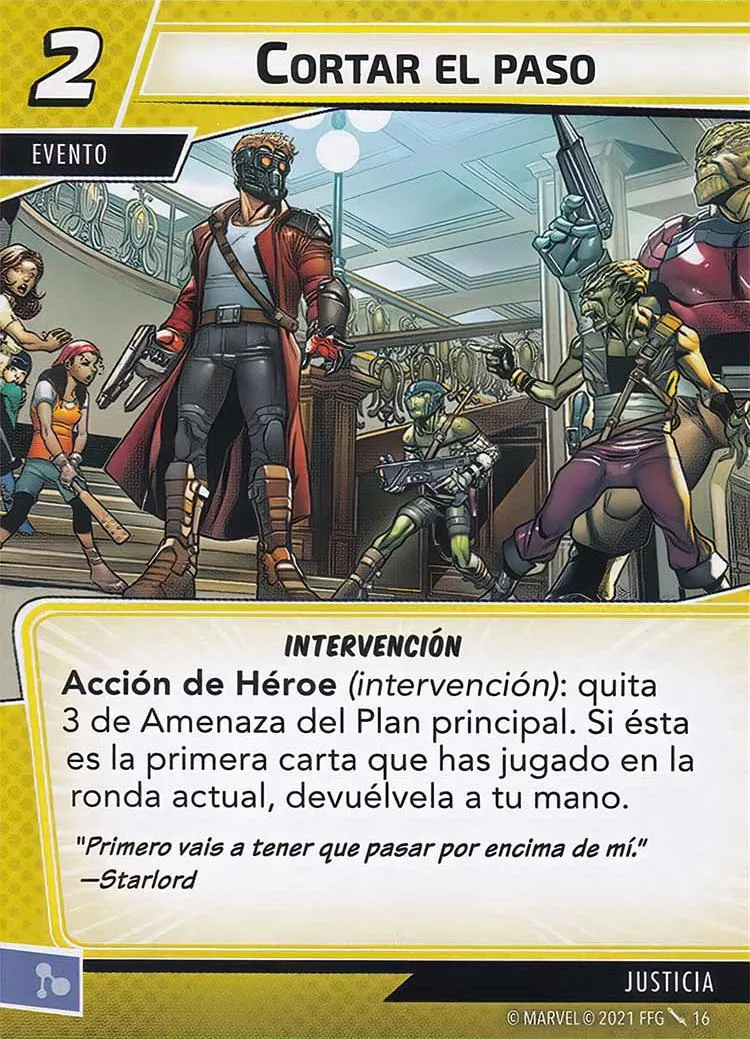 2
CORTAR EL PASO
EVENTO
INTERVENCIÓN
Acción de Héroe (intervención): quita
3 de Amenaza del Plan principal. Si ésta
es la primera carta que has jugado en la
ronda actual, devuélvela a tu mano.
"Primero vais a tener que pasar por encima de mí."
—Starlord
JUSTICIA
© MARVEL © 2021 FFG 16